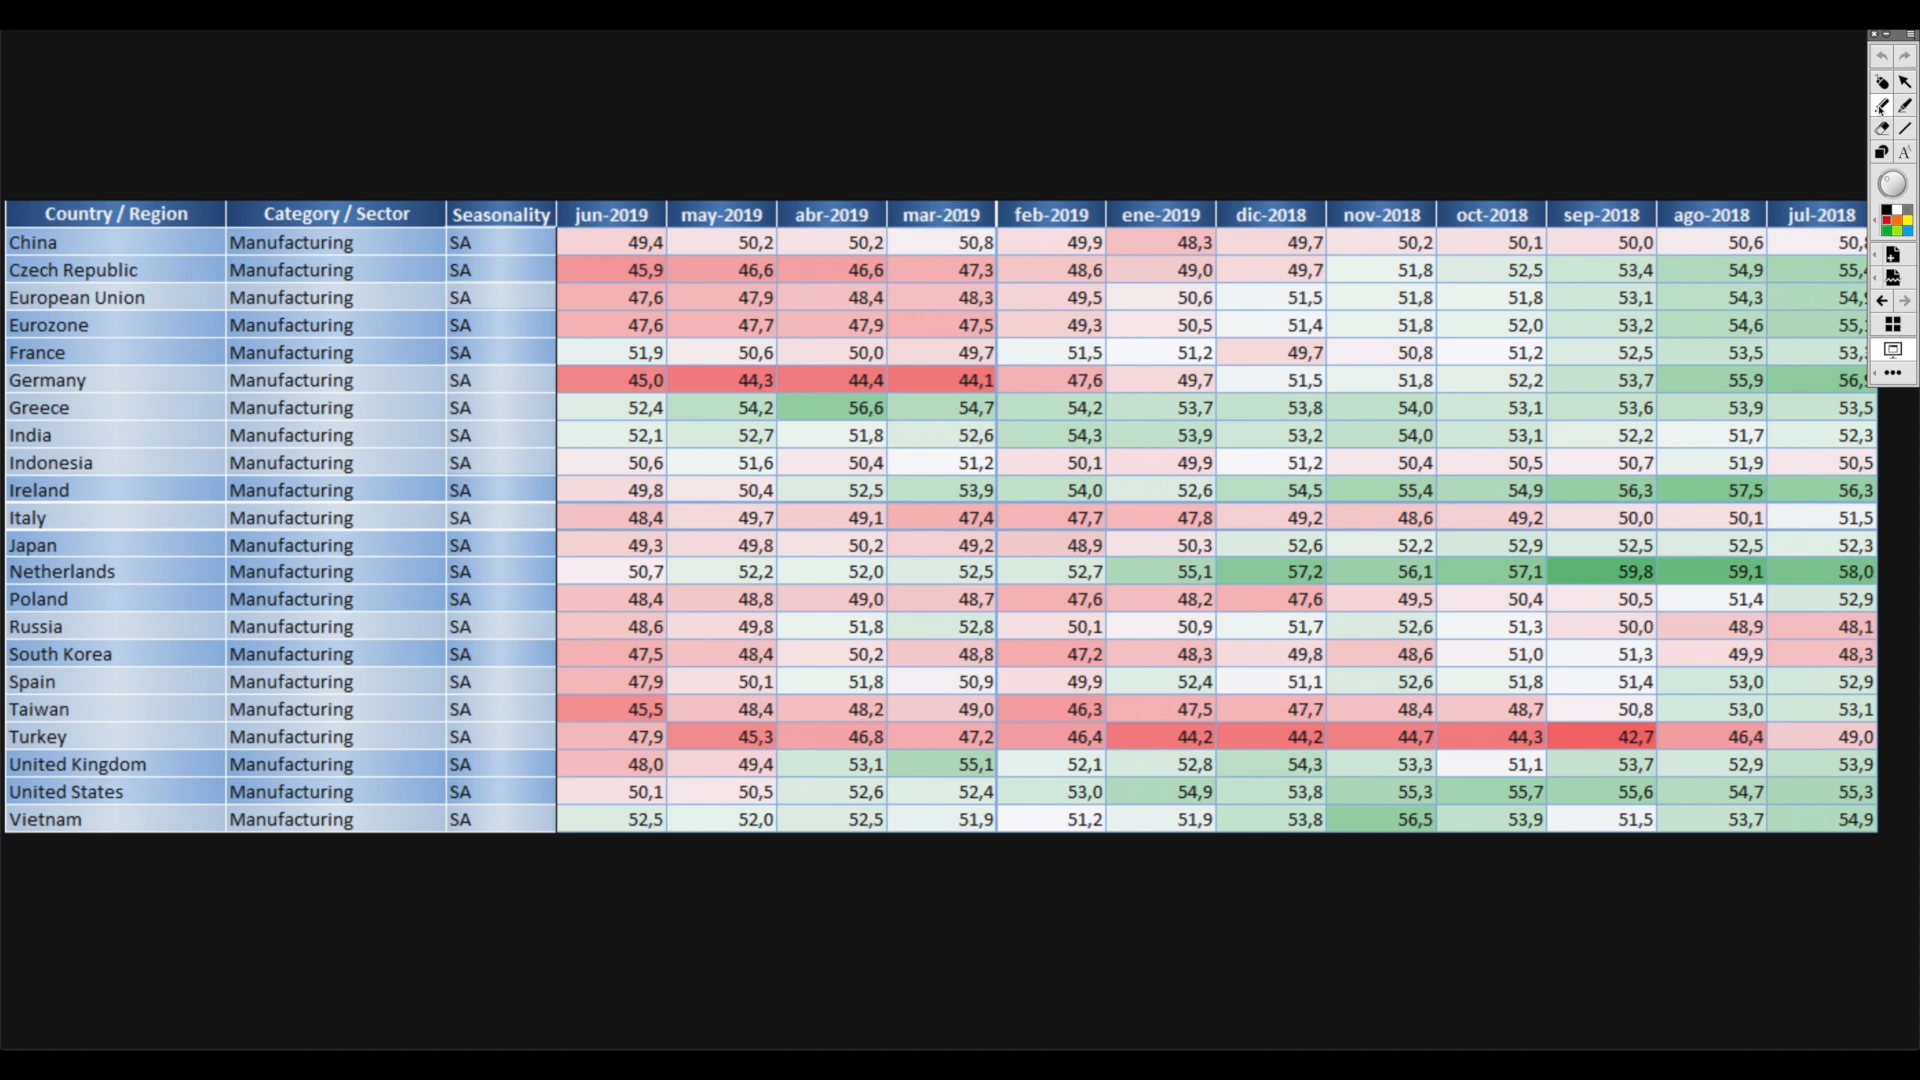 Country / Region Category / Sector Seasonality jun-2019 may-2019 abr-2019 mar-2019 feb-2019 ene-2019 dic-2018 nov-2018 oct-2018 sep-2018 ago-2018 jul-2018
China Manufacturing SA 49,4 50,2 50,2 50,8 49,9 48,3 49,7 50,2 50,1 50,0 50,6
Czech Republic Manufacturing SA 45,9 46,6 46,6 47,3 48,6 49,0 49,7 51,8 52,5 53,4 54,9
European Union Manufacturing SA 47,6 47,9 48,4 48,3 49,5 50,6 51,5 51,8 51,8 53,1 54,3
Eurozone Manufacturing SA 47,6 47,7 47,9 47,5 49,3 50,5 51,4 51,8 52,0 53,2 54,6
France Manufacturing SA 51,9 50,6 50,0 49,7 51,5 51,2 49,7 50,8 51,2 52,5 53,5
Germany Manufacturing SA 45,0 44,3 44,4 44,1 47,6 49,7 51,5 51,8 52,2 53,7 55,9
Greece Manufacturing SA 52,4 54,2 56,6 54,7 54,2 53,7 53,8 54,0 53,1 53,6 53,9 53,5
India Manufacturing SA 52,1 52,7 51,8 52,6 54,3 53,9 53,2 54,0 53,1 52,2 51,7 52,3
Indonesia Manufacturing SA 50,6 51,6 50,4 51,2 50,1 49,9 51,2 50,4 50,5 50,7 51,9 50,5
Ireland Manufacturing SA 49,8 50,4 52,5 53,9 54,0 52,6 54,5 55,4 54,9 56,3 57,5 56,3
Italy Manufacturing SA 48,4 49,7 49,1 47,4 47,7 47,8 49,2 48,6 49,2 50,0 50,1 51,5
Japan Manufacturing SA 49,3 49,8 50,2 49,2 48,9 50,3 52,6 52,2 52,9 52,5 52,5 52,3
Netherlands Manufacturing SA 50,7 52,2 52,0 52,5 52,7 55,1 57,2 56,1 57,1 59,8 59,1 58,0
Poland Manufacturing SA 48,4 48,8 49,0 48,7 47,6 48,2 47,6 49,5 50,4 50,5 51,4 52,9
Russia Manufacturing SA 48,6 49,8 51,8 52,8 50,1 50,9 51,7 52,6 51,3 50,0 48,9 48,1
South Korea Manufacturing SA 47,5 48,4 50,2 48,8 47,2 48,3 49,8 48,6 51,0 51,3 49,9 48,3
Spain Manufacturing SA 47,9 50,1 51,8 50,9 49,9 52,4 51,1 52,6 51,8 51,4 53,0 52,9
Taiwan Manufacturing SA 45,5 48,4 48,2 49,0 46,3 47,5 47,7 48,4 48,7 50,8 53,0 53,1
Turkey Manufacturing SA 47,9 45,3 46,8 47,2 46,4 44,2 44,2 44,7 44,3 42,7 46,4 49,0
United Kingdom Manufacturing SA 48,0 49,4 53,1 55,1 52,1 52,8 54,3 53,3 51,1 53,7 52,9 53,9
United States Manufacturing SA 50,1 50,5 52,6 52,4 53,0 54,9 53,8 55,3 55,7 55,6 54,7 55,3
Vietnam Manufacturing SA 52,5 52,0 52,5 51,9 51,2 51,9 53,8 56,5 53,9 51,5 53,7 54,9